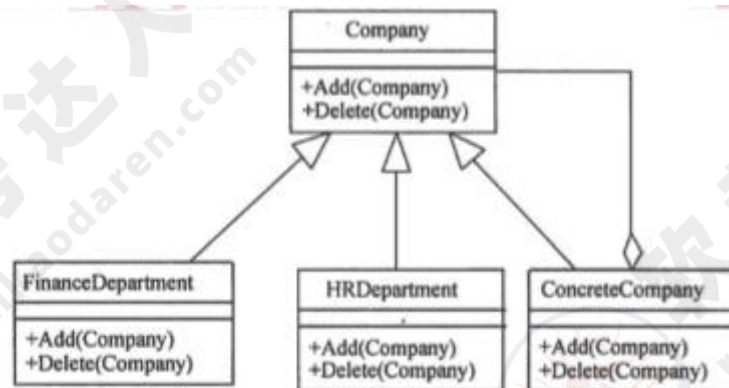 Company
+Add(Company)
+Delete(Company)
FinanceDepartment
+Add(Company)
+Delete(Company)
HRDepartment
+Add(Company)
+Delete(Company)
ConcreteCompany
+Add(Company)
+Delete(Company)